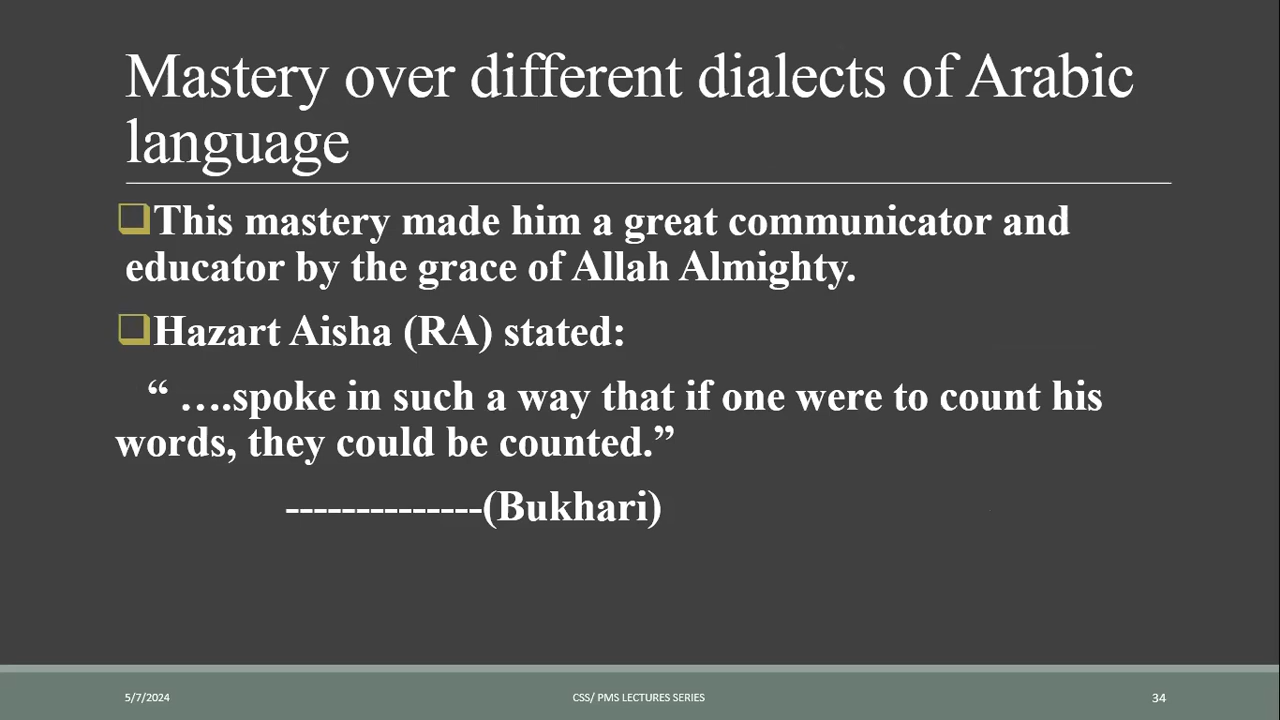 Mastery over different dialects of Arabic
language
This mastery made him a great communicator and
educator by the grace of Allah Almighty.
Hazart Aisha (RA) stated:
“ ….spoke in such a way that if one were to count his
words, they could be counted.”
--------------(Bukhari)
5/7/2024
CSS/ PMS LECTURES SERIES
34